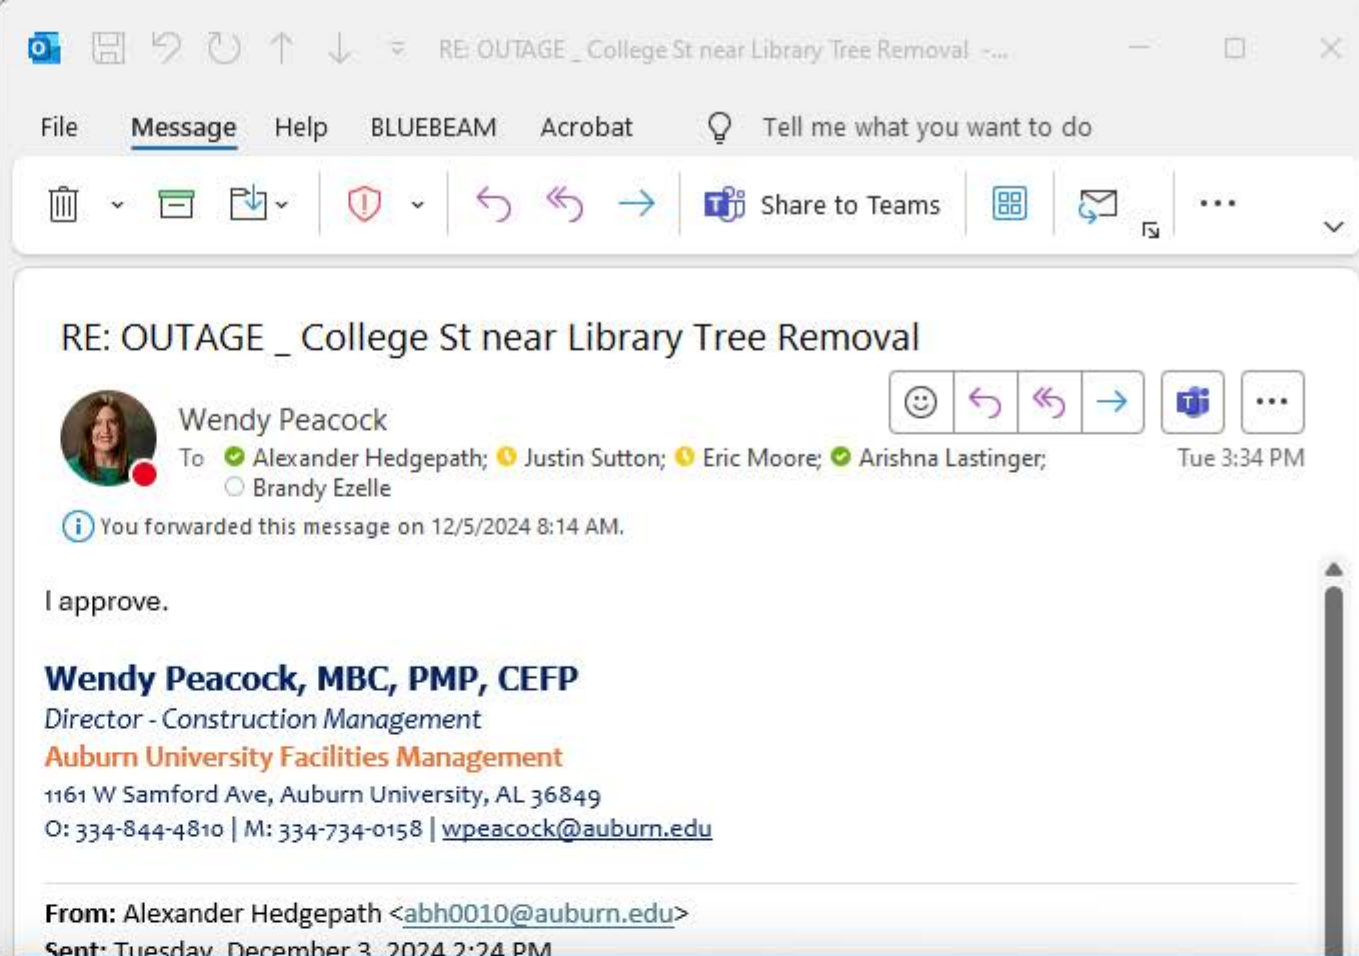 RE: OUTAGE _ College St near Library Tree Removal -...
File Message Help BLUEBEAM Acrobat Tell me what you want to do
Share to Teams
RE: OUTAGE _ College St near Library Tree Removal
Wendy Peacock
To Alexander Hedgepath; Justin Sutton; Eric Moore; Arishna Lastinger; Tue 3:34 PM
Brandy Ezelle
You forwarded this message on 12/5/2024 8:14 AM.
I approve.
Wendy Peacock, MBC, PMP, CEFP
Director - Construction Management
Auburn University Facilities Management
1161 W Samford Ave, Auburn University, AL 36849
O: 334-844-4810 | M: 334-734-0158 | wpeacock@auburn.edu
From: Alexander Hedgepath <abh0010@auburn.edu>
Sent: Tuesday, December 3, 2024 2:24 PM